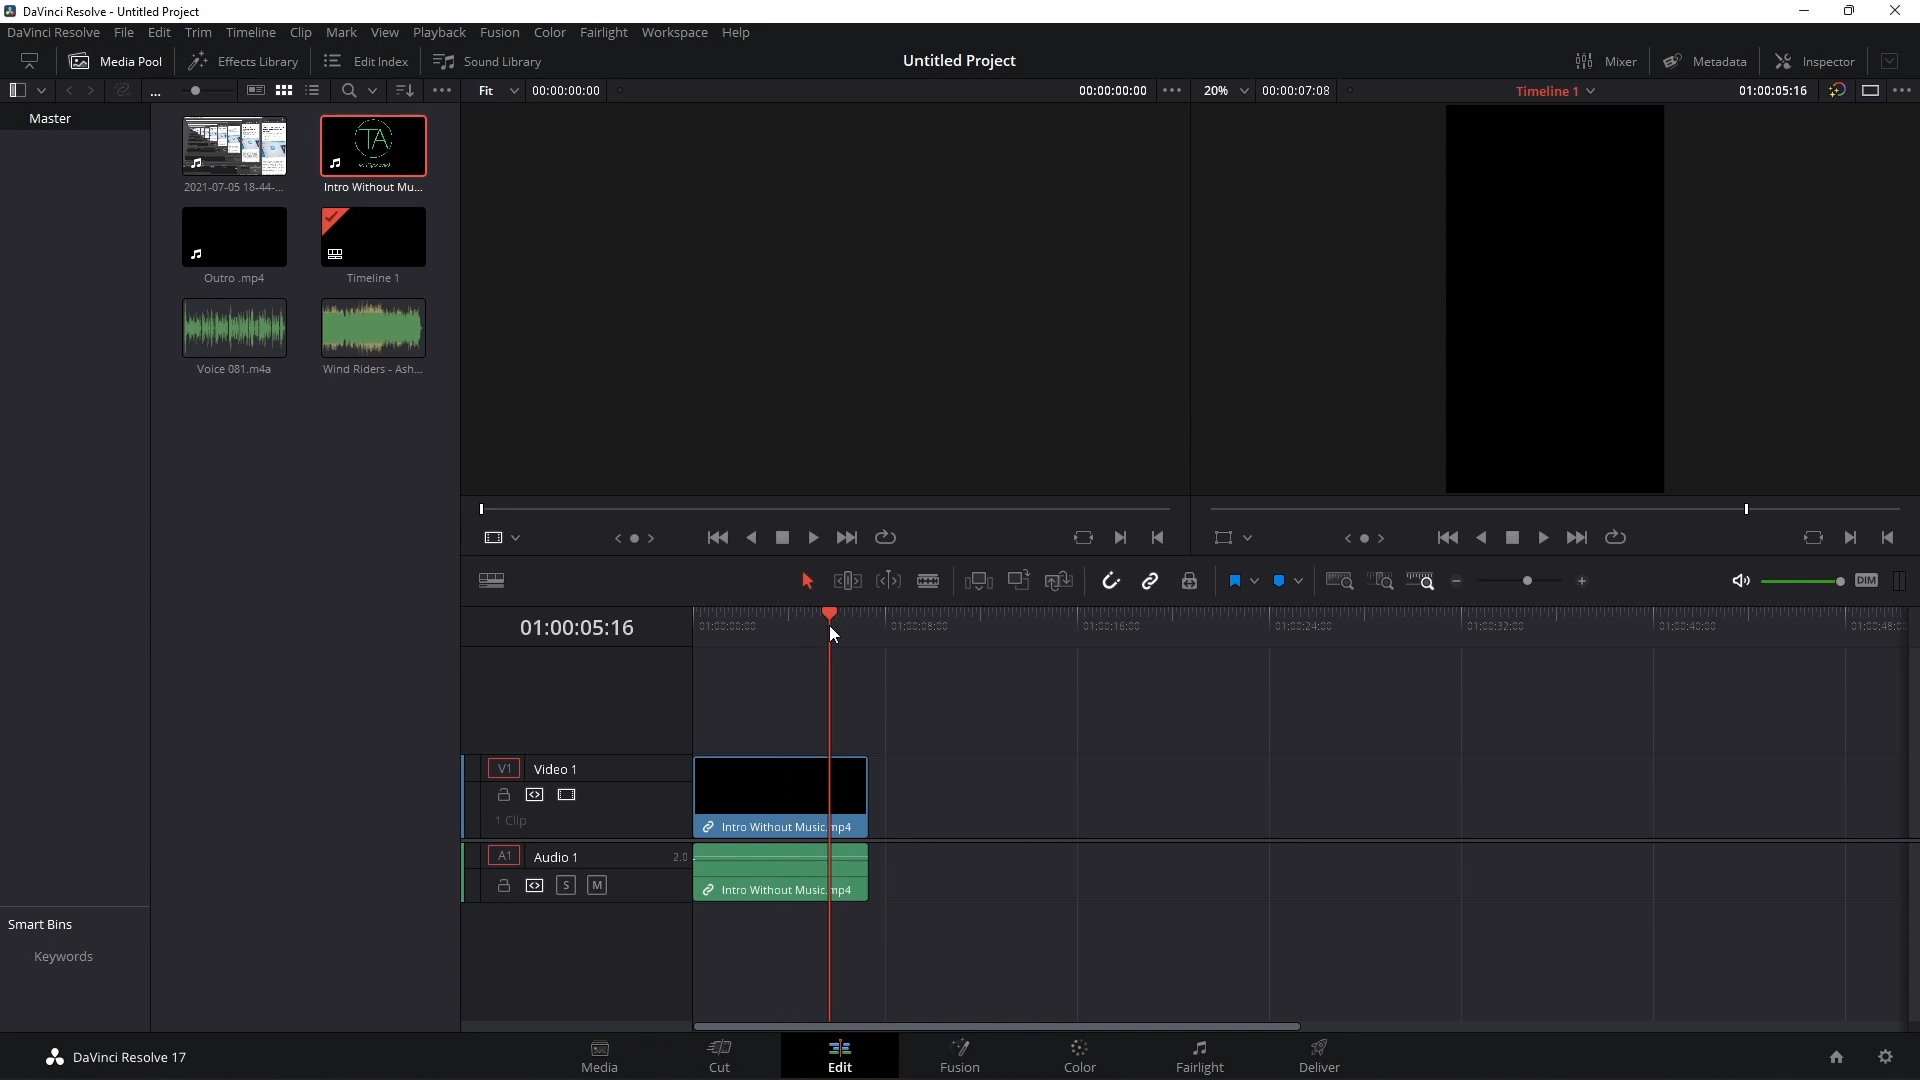 DaVinci Resolve - Untitled Project
DaVinci Resolve File Edit Trim Timeline Clip Mark View Playback Fusion Color Fairlight Workspace Help
Media Pool Effects Library Edit Index Sound Library Untitled Project Mixer Metadata Inspector
... Fit 00:00:00:00 00:00:00:00 20% 00:00:07:08 Timeline 1 01:00:05:16
Master
TA
2021-07-05 18-44-... Intro Without Mu...
Outro .mp4 Timeline 1
Voice 081.m4a Wind Riders - Ash...
DIM
01:00:05:16 01:00:00:00 01:00:08:00 01:00:16:00 01:00:24:00 01:00:32:00 01:00:40:00 01:00:48:0
V1 Video 1
1 Clip
Intro Without Music.mp4
A1 Audio 1 2.0
S M
Intro Without Music.mp4
Smart Bins
Keywords
DaVinci Resolve 17
Media Cut Edit Fusion Color Fairlight Deliver